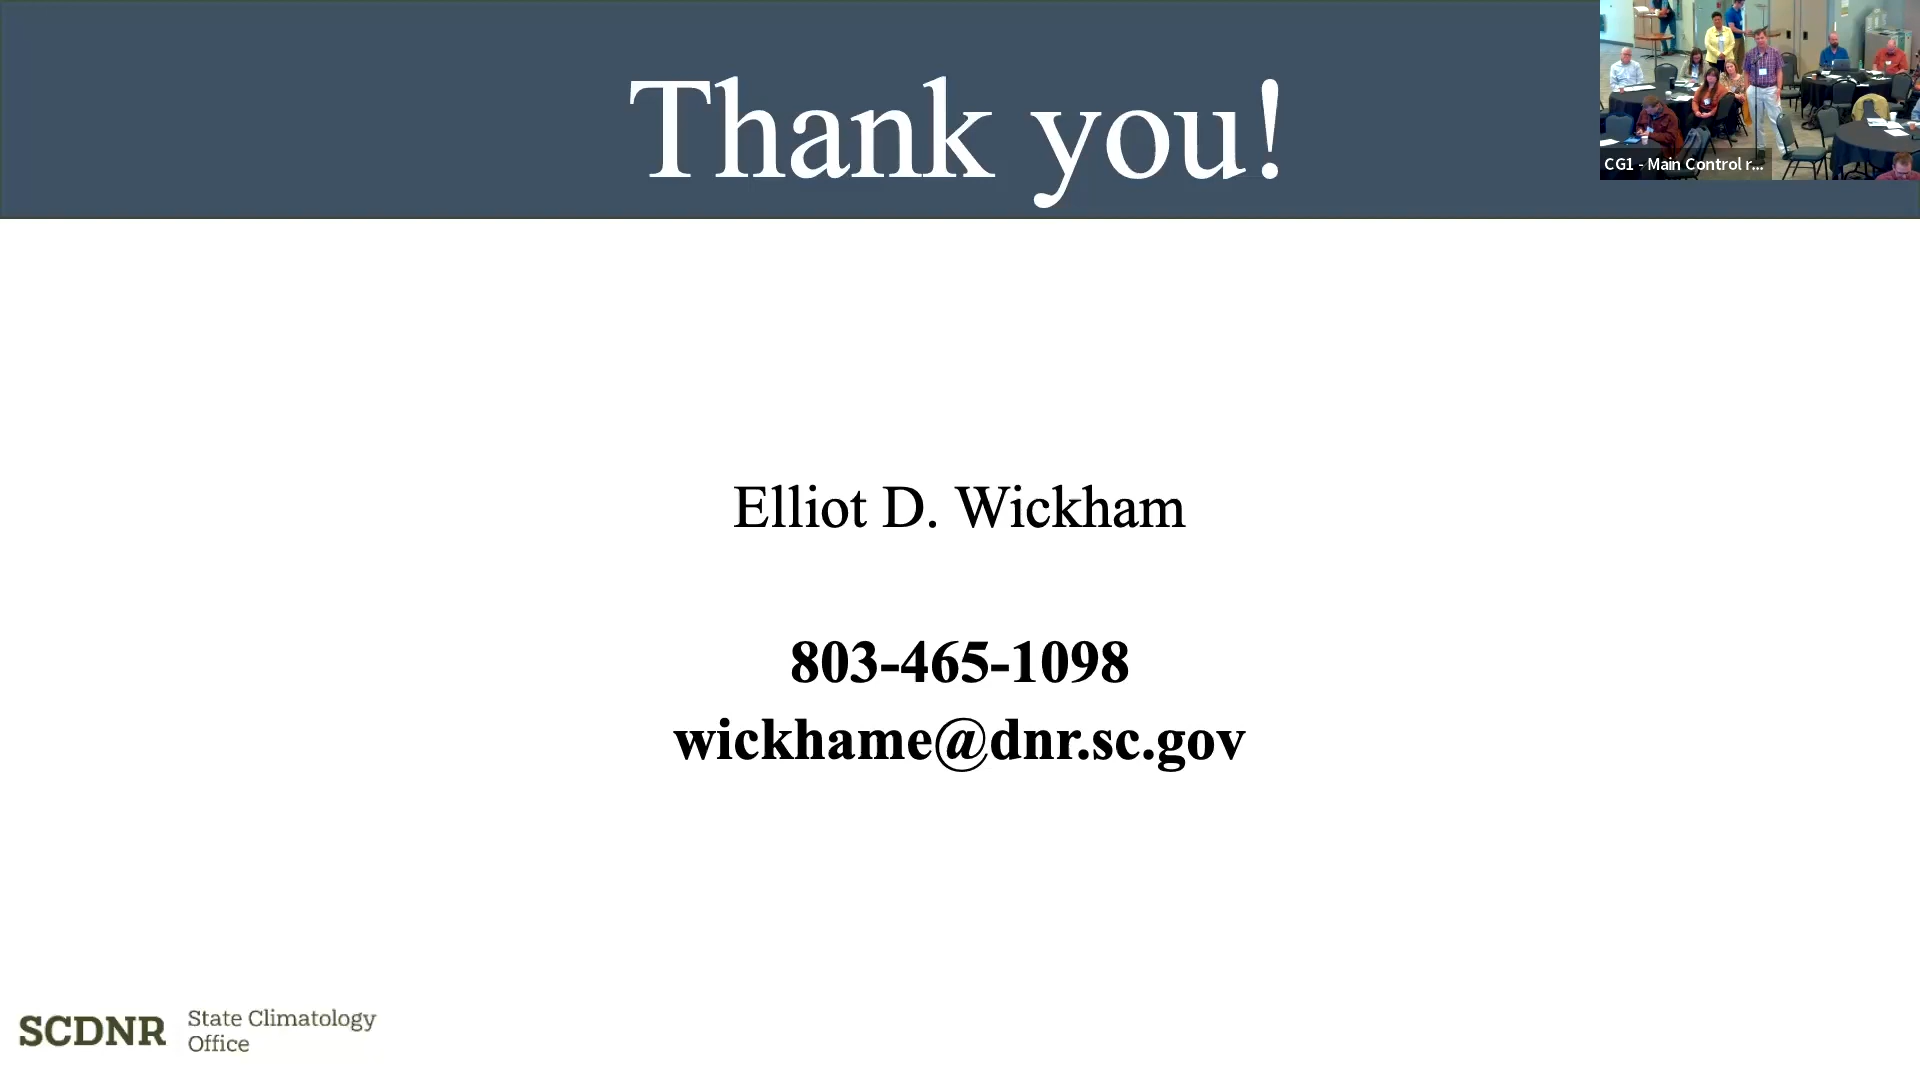 Thank you!
CG1 - Main Control r...
Elliot D. Wickham
803-465-1098
wickhame@dnr.sc.gov
SCDNR
State Climatology
Office